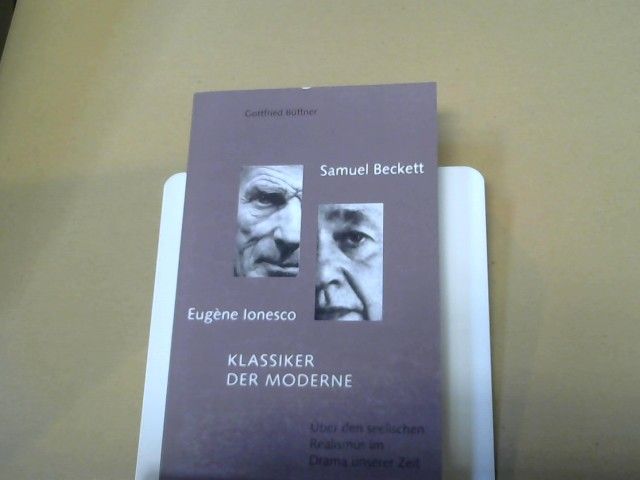 Gottfried Büttner
Samuel Beckett
Eugène Ionesco
KLASSIKER
DER MODERNE
Über den seelischen
Realismus im
Drama unserer Zeit